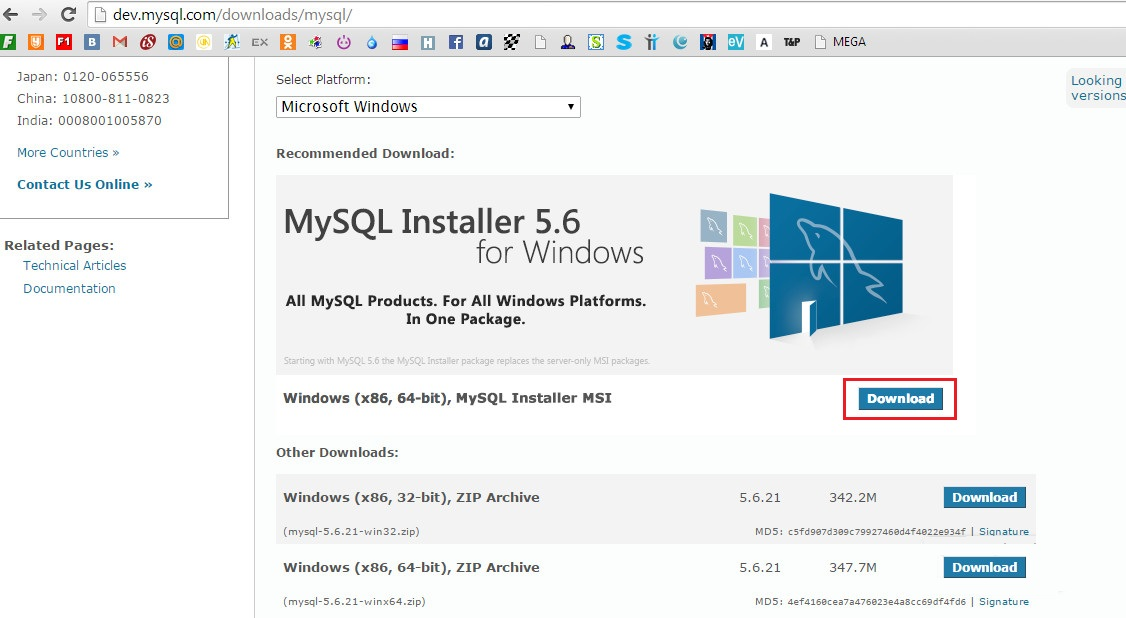 dev.mysql.com/downloads/mysql/
MEGA
Japan: 0120-065556
China: 10800-811-0823
India: 0008001005870
More Countries »
Contact Us Online »
Related Pages:
Technical Articles
Documentation
Select Platform:
Microsoft Windows
Looking
versions
Recommended Download:
MySQL Installer 5.6
for Windows
All MySQL Products. For All Windows Platforms.
In One Package.
Starting with MySQL 5.6 the MySQL Installer package replaces the server-only MSI packages.
Windows (x86, 64-bit), MySQL Installer MSI Download
Other Downloads:
Windows (x86, 32-bit), ZIP Archive 5.6.21 342.2M Download
(mysql-5.6.21-win32.zip) MD5: c5fd907d309c79927460d4f4022e934f | Signature
Windows (x86, 64-bit), ZIP Archive 5.6.21 347.7M Download
(mysql-5.6.21-winx64.zip) MD5: 4ef4160cea7a476023e4a8cc69df4fd6 | Signature